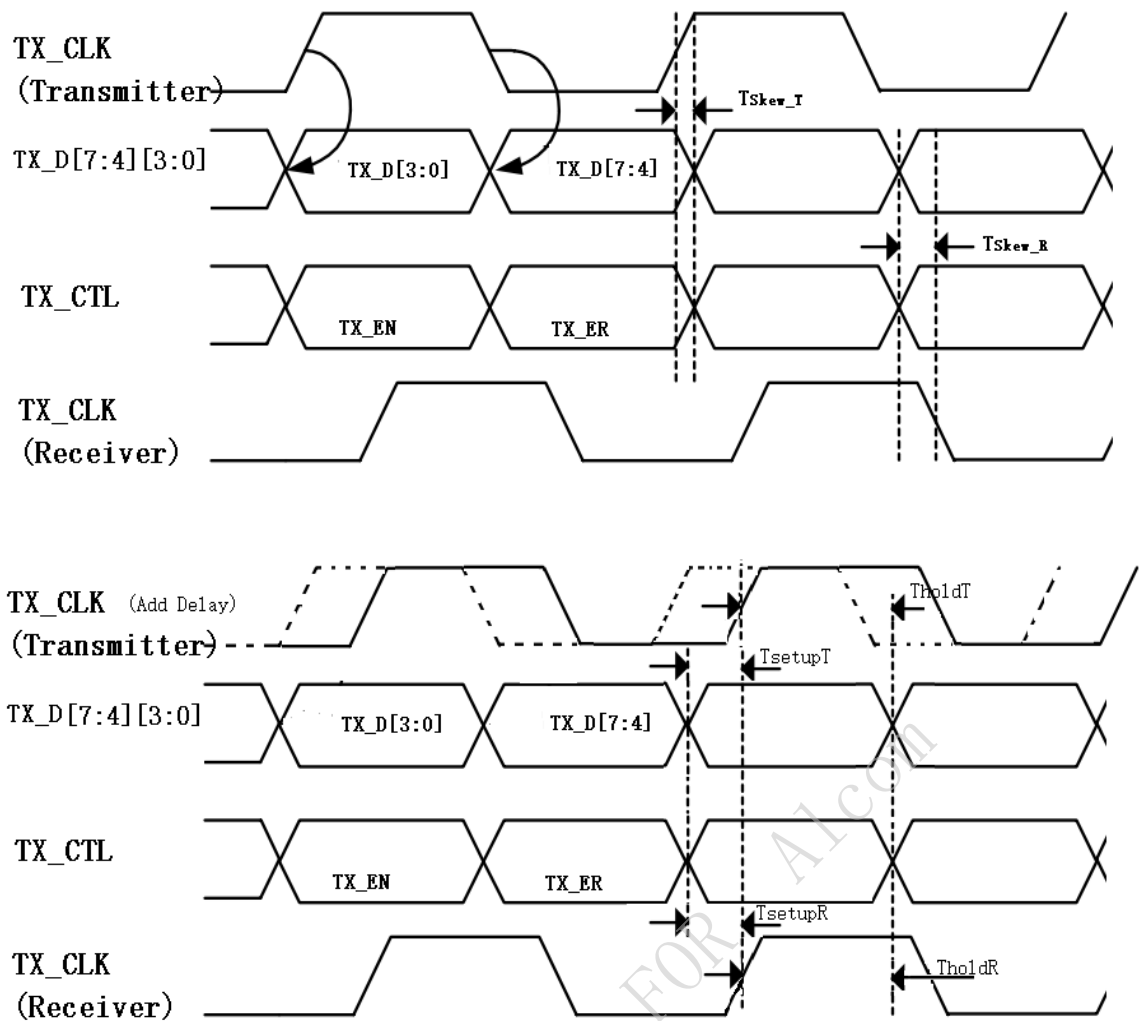 TX_CLK
(Transmitter)
Tskew_T
TX_D[7:4][3:0]
TX_D[3:0]
TX_D[7:4]
Tskew_R
TX_CTL
TX_EN
TX_ER
TX_CLK
(Receiver)
TX_CLK (Add Delay)
(Transmitter)
TholdT
TsetupT
TX_D[7:4][3:0]
TX_D[3:0]
TX_D[7:4]
TX_CTL
TX_EN
TX_ER
TsetupR
TX_CLK
(Receiver)
TholdR
FOR Alcom